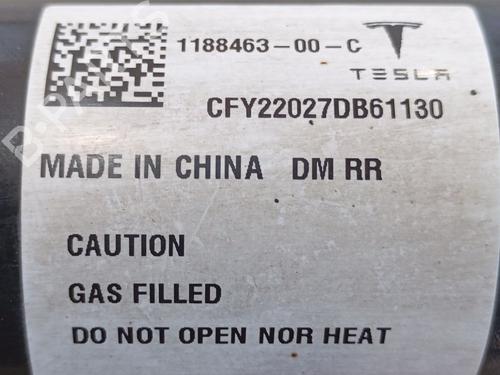 1188463-00-C
TESLA
CFY22027DB61130
MADE IN CHINA DM RR
CAUTION
GAS FILLED
DO NOT OPEN NOR HEAT